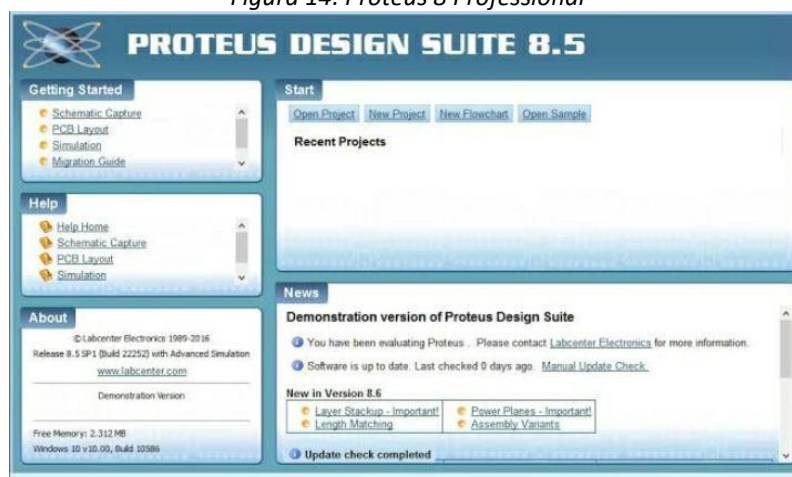 Figura 14. Proteus 8 Professional
PROTEUS DESIGN SUITE 8.5
Getting Started
Schematic Capture
PCB Layout
Simulation
Migration Guide
Help
Help Home
Schematic Capture
PCB Layout
Simulation
About
© Labcenter Electronics 1989-2016
Release 8.5 SP1 (Build 22252) with Advanced Simulation
www.labcenter.com
Demonstration Version
Free Memory: 2.312 MB
Windows 10 v10.00, Build 10586
Start
Open Project New Project New Flowchart Open Sample
Recent Projects
News
Demonstration version of Proteus Design Suite
You have been evaluating Proteus . Please contact Labcenter Electronics for more information.
Software is up to date. Last checked 0 days ago. Manual Update Check.
New in Version 8.6
Layer Stackup - Important! Power Planes - Important!
Length Matching Assembly Variants
Update check completed